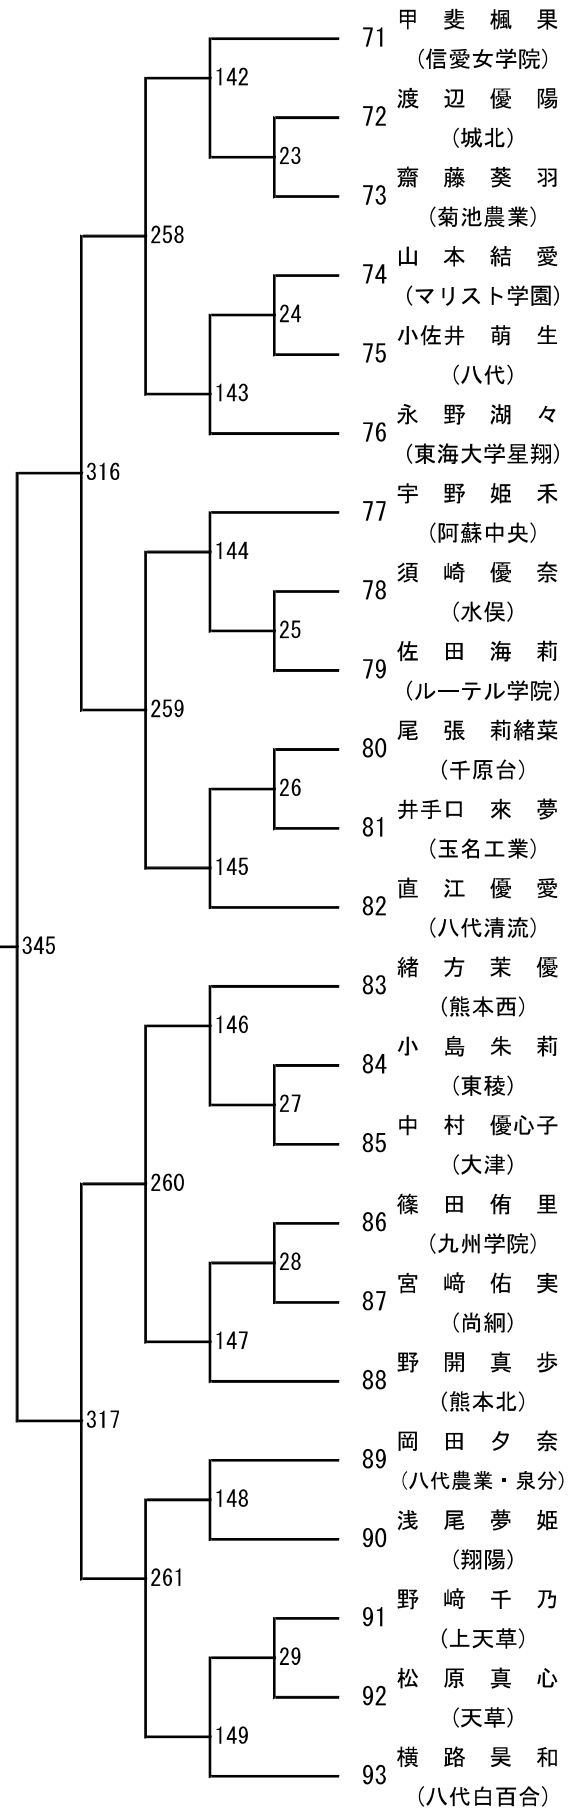 71 甲斐楓果
(信愛女学院)
142
72 渡辺優陽
(城北)
23
73 齋藤葵羽
(菊池農業)
258
74 山本結愛
(マリスト学園)
24
75 小佐井萌生
(八代)
143
76 永野湖々
(東海大学星翔)
316
77 宇野姫禾
(阿蘇中央)
144
78 須崎優奈
(水俣)
25
79 佐田海莉
(ルーテル学院)
259
80 尾張莉緒菜
(千原台)
26
81 井手口來夢
(玉名工業)
145
82 直江優愛
(八代清流)
345
83 緒方茉優
(熊本西)
146
84 小島朱莉
(東稜)
27
85 中村優心子
(大津)
260
86 篠田侑里
(九州学院)
28
87 宮﨑佑実
(尚絅)
147
88 野開真歩
(熊本北)
317
89 岡田夕奈
(八代農業・泉分)
148
90 浅尾夢姫
(翔陽)
261
91 野﨑千乃
(上天草)
29
92 松原真心
(天草)
149
93 横路昊和
(八代白百合)